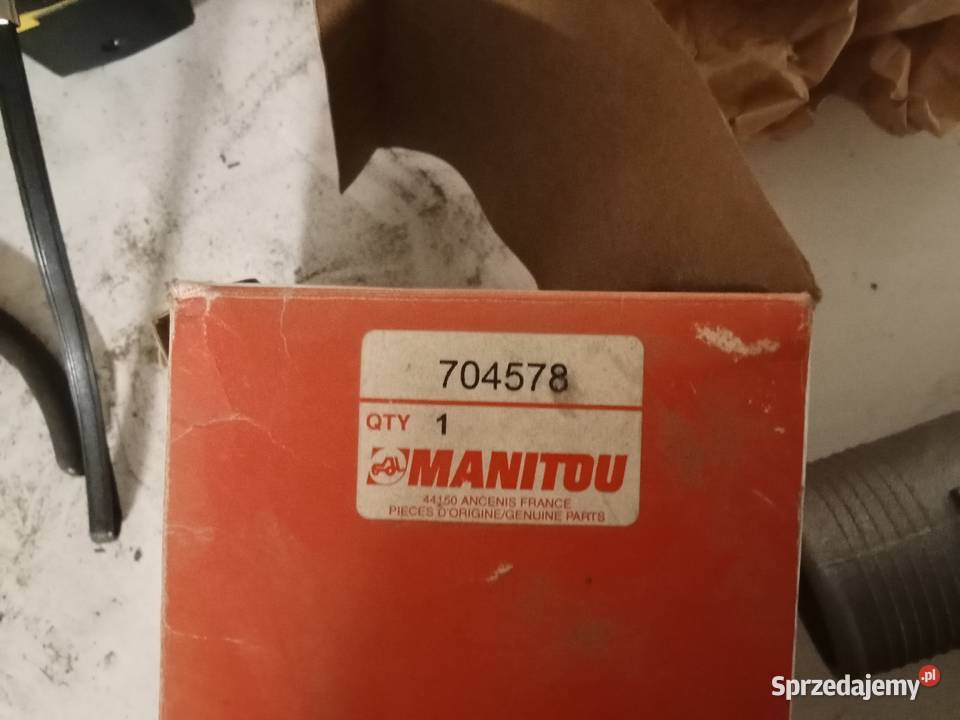 704578
QTY 1
MANITOU
44150 ANCENIS FRANCE
PIECES D'ORIGINE/GENUINE PARTS
Sprzedajemy.pl